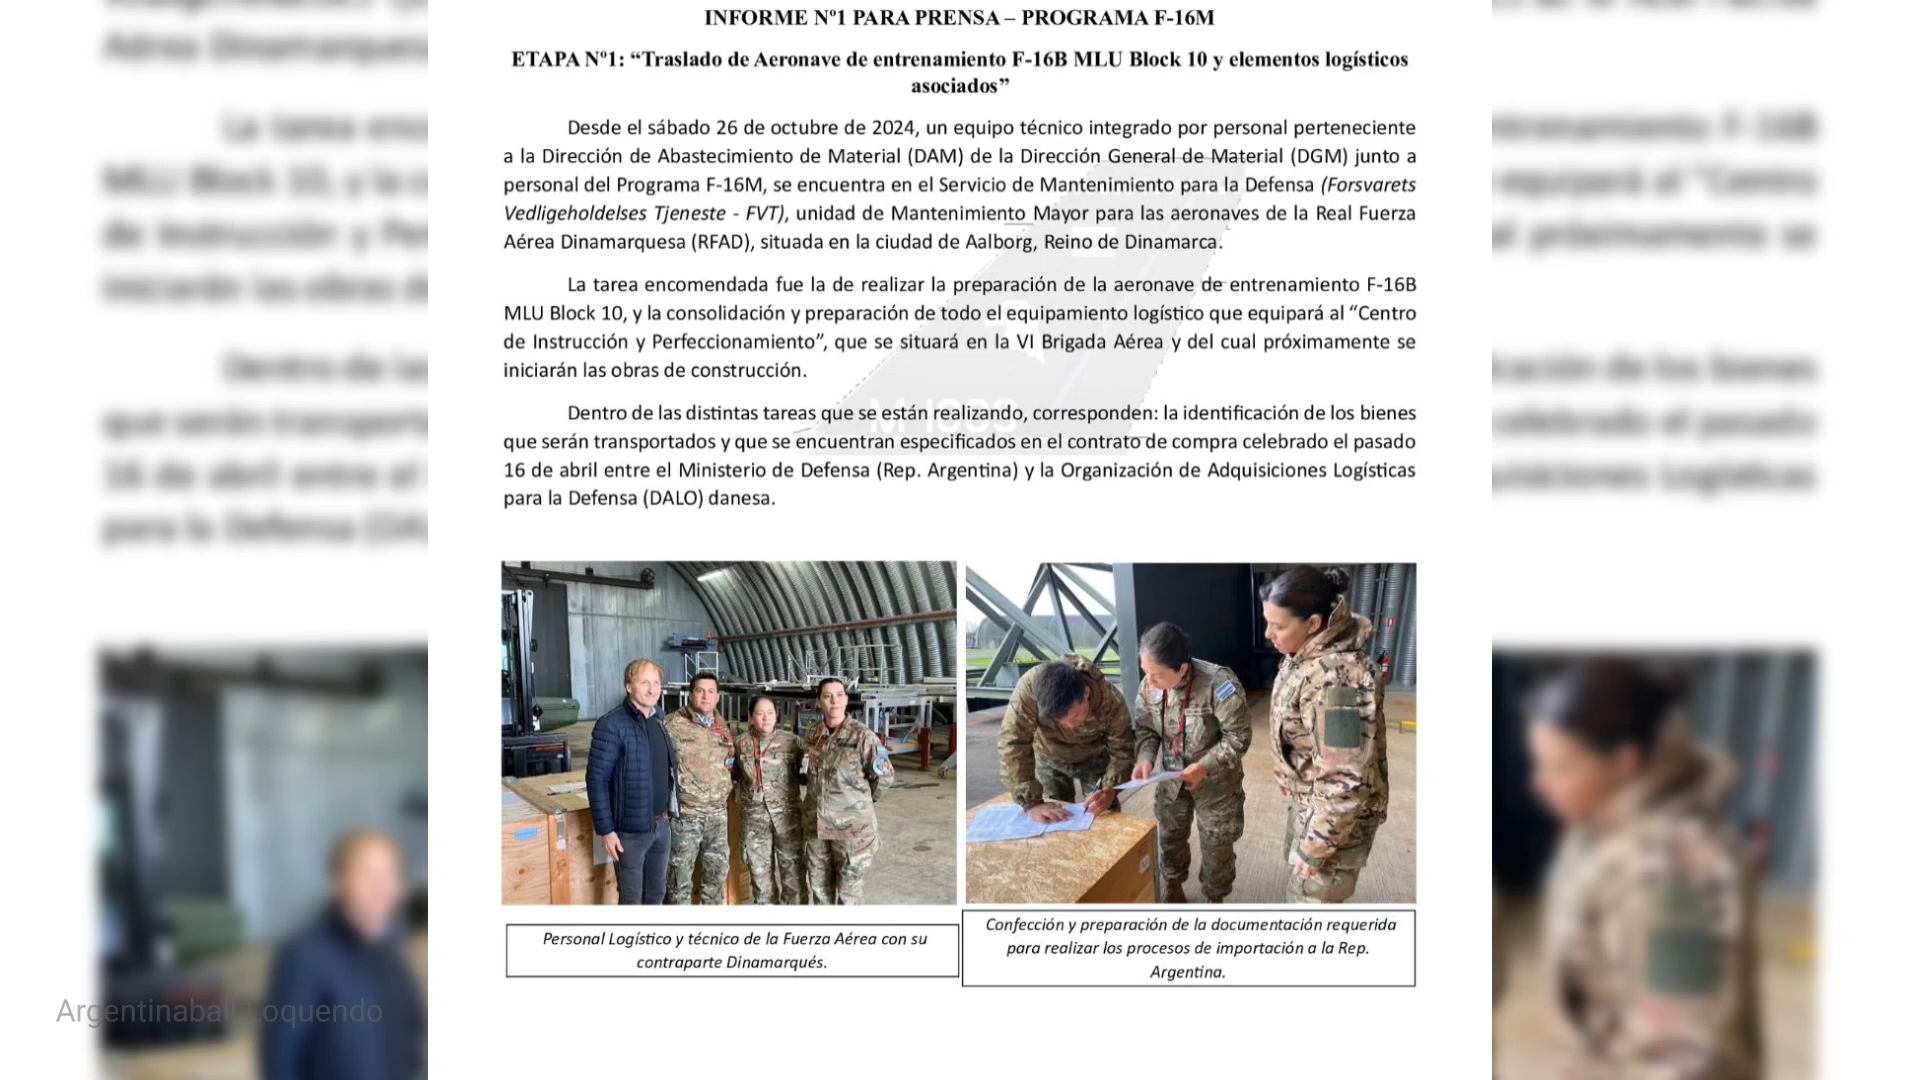 INFORME Nº1 PARA PRENSA – PROGRAMA F-16M
ETAPA Nº1: “Traslado de Aeronave de entrenamiento F-16B MLU Block 10 y elementos logísticos
asociados”
Desde el sábado 26 de octubre de 2024, un equipo técnico integrado por personal perteneciente
a la Dirección de Abastecimiento de Material (DAM) de la Dirección General de Material (DGM) junto a
personal del Programa F-16M, se encuentra en el Servicio de Mantenimiento para la Defensa (Forsvarets
Vedligeholdelses Tjeneste - FVT), unidad de Mantenimiento Mayor para las aeronaves de la Real Fuerza
Aérea Dinamarquesa (RFAD), situada en la ciudad de Aalborg, Reino de Dinamarca.
La tarea encomendada fue la de realizar la preparación de la aeronave de entrenamiento F-16B
MLU Block 10, y la consolidación y preparación de todo el equipamiento logístico que equipará al “Centro
de Instrucción y Perfeccionamiento”, que se situará en la VI Brigada Aérea y del cual próximamente se
iniciarán las obras de construcción.
Dentro de las distintas tareas que se están realizando, corresponden: la identificación de los bienes
que serán transportados y que se encuentran especificados en el contrato de compra celebrado el pasado
16 de abril entre el Ministerio de Defensa (Rep. Argentina) y la Organización de Adquisiciones Logísticas
para la Defensa (DALO) danesa.
Personal Logístico y técnico de la Fuerza Aérea con su
contraparte Dinamarqués.
Confección y preparación de la documentación requerida
para realizar los procesos de importación a la Rep.
Argentina.
Loquendo